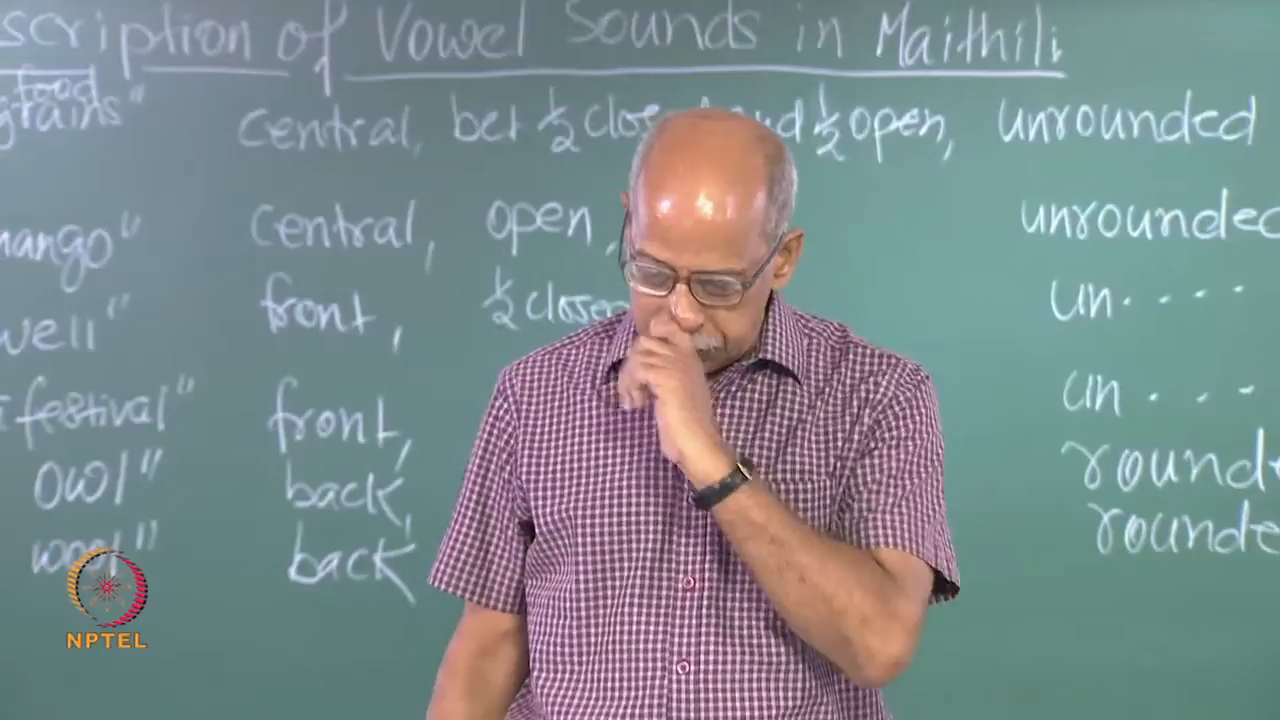 scription of Vowel Sounds in Maithili
food
grains" central, bet ½ close and ½ open, unrounded
mango" central, open, unrounded
well" front, ½ close un....
festival" front, un...
owl" back, round
wool" back rounde
NPTEL